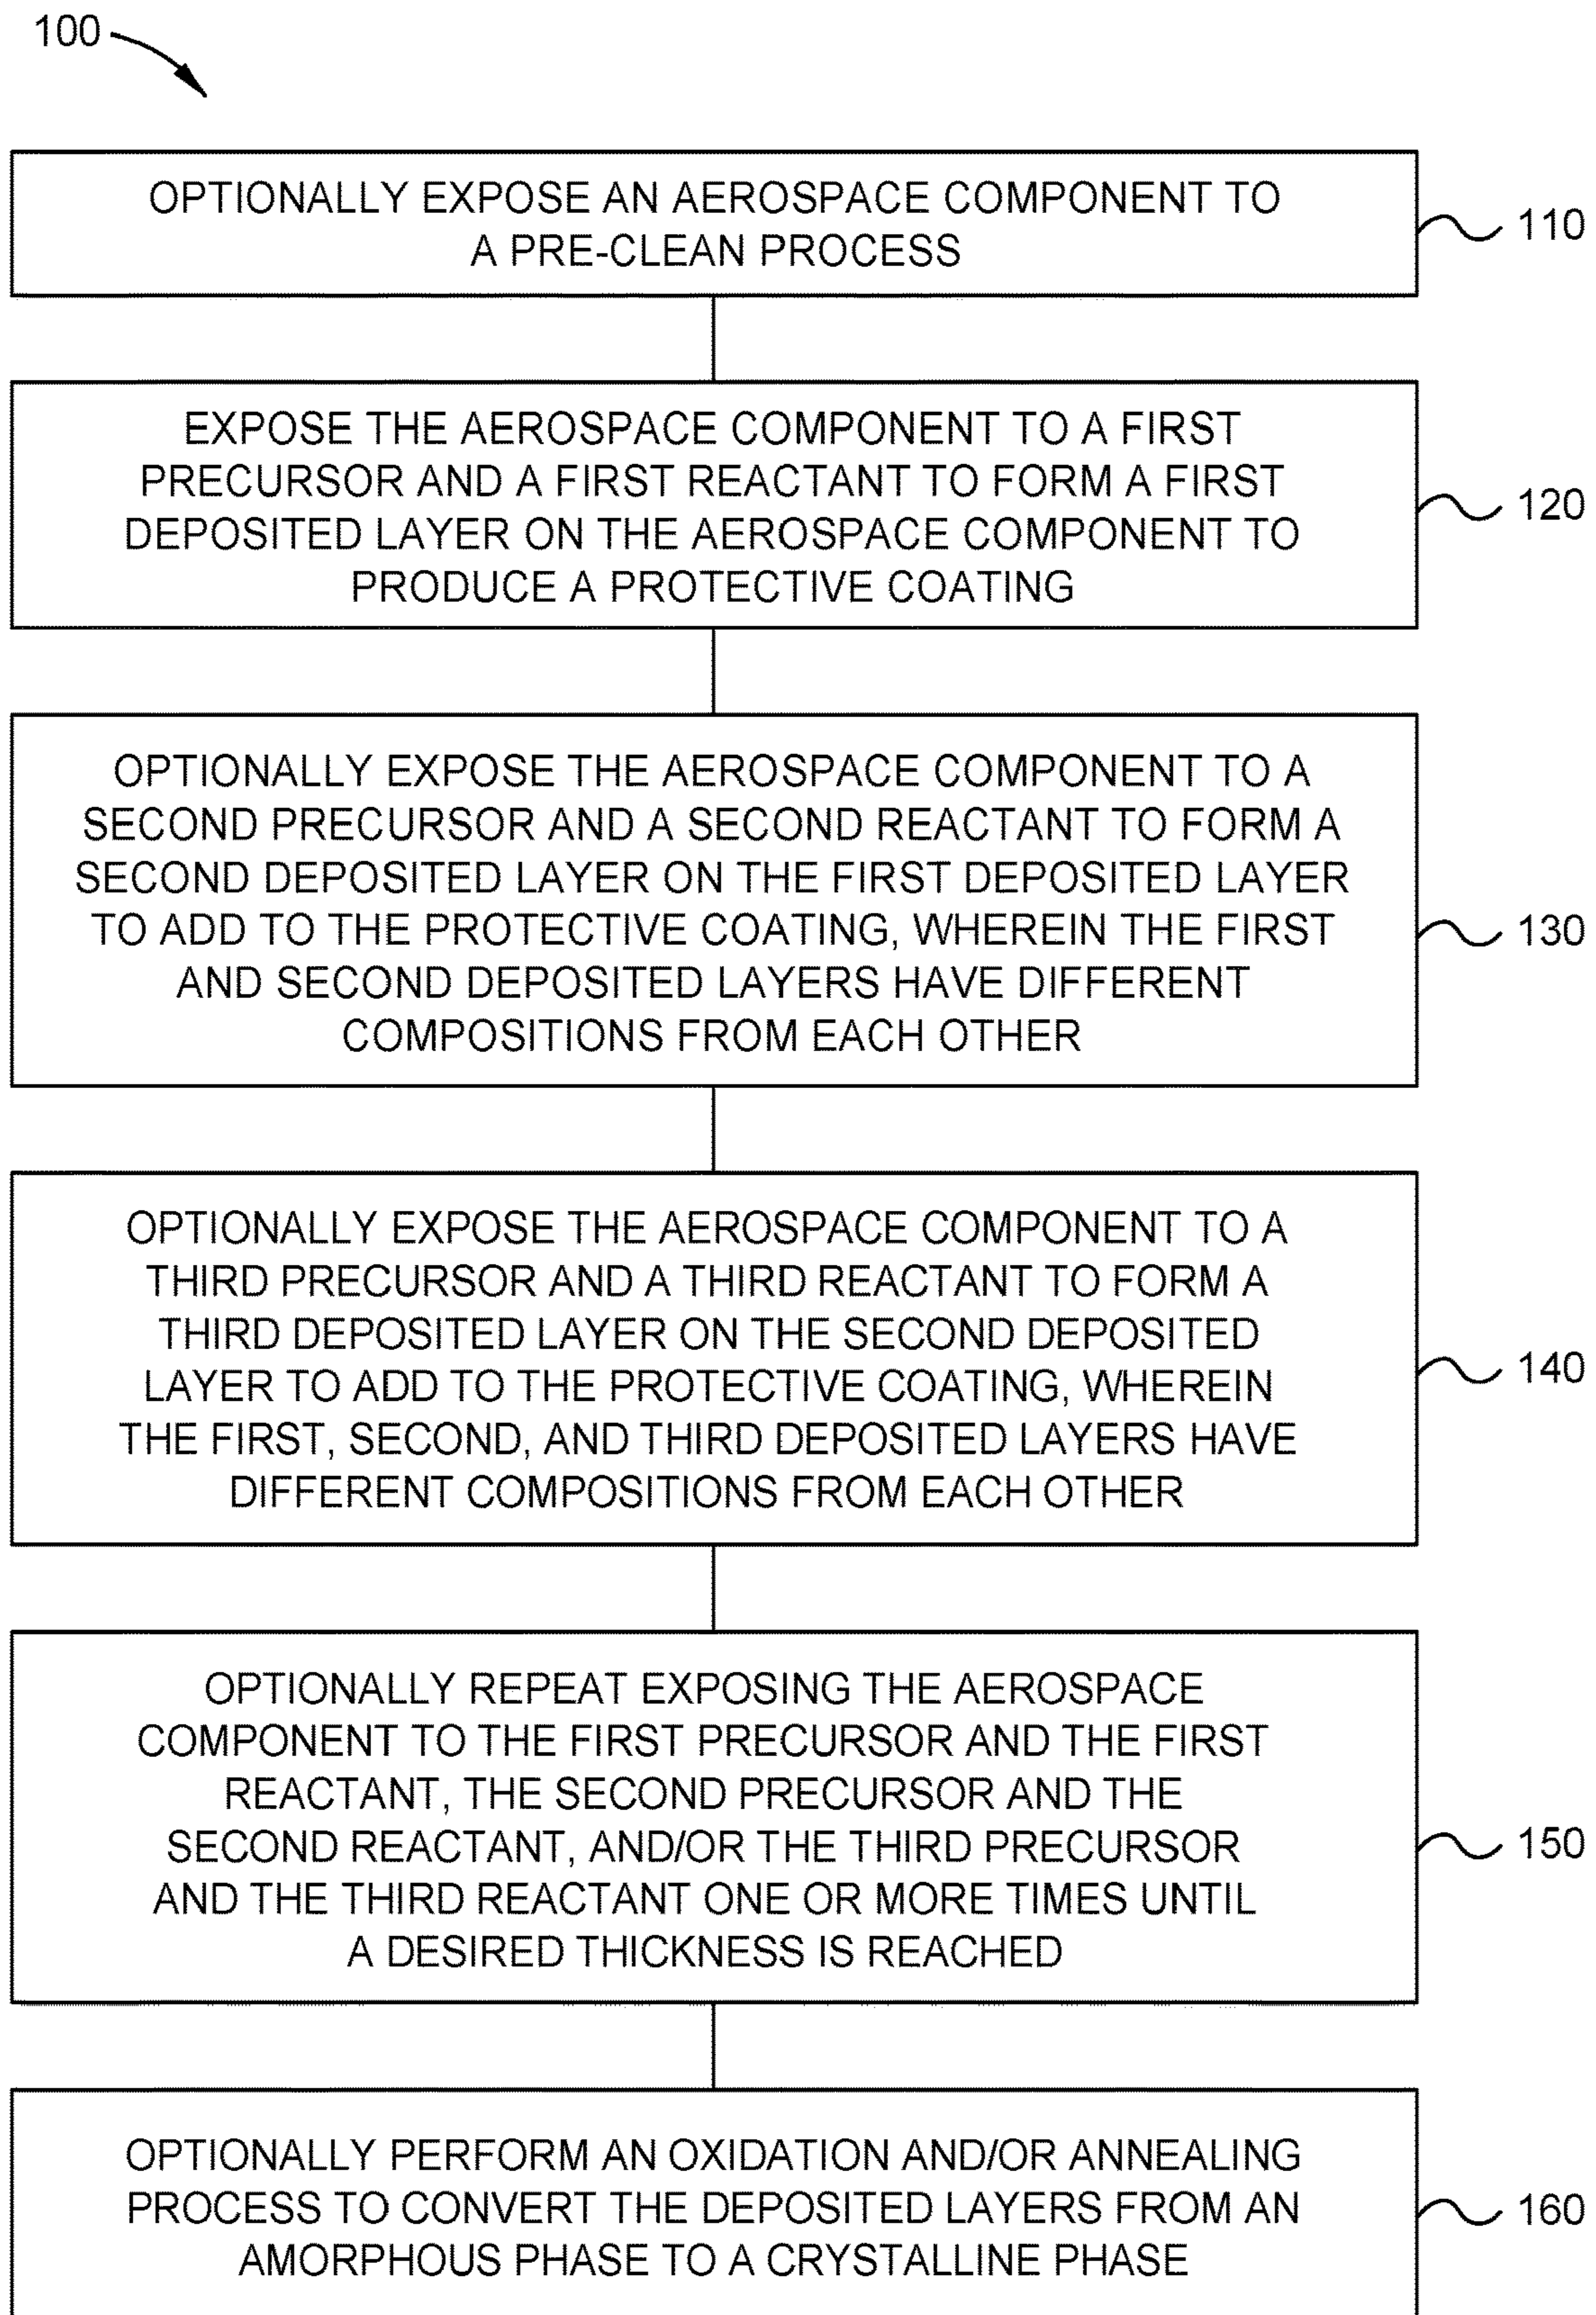 100
OPTIONALLY EXPOSE AN AEROSPACE COMPONENT TO
A PRE-CLEAN PROCESS
110
EXPOSE THE AEROSPACE COMPONENT TO A FIRST
PRECURSOR AND A FIRST REACTANT TO FORM A FIRST
DEPOSITED LAYER ON THE AEROSPACE COMPONENT TO
PRODUCE A PROTECTIVE COATING
120
OPTIONALLY EXPOSE THE AEROSPACE COMPONENT TO A
SECOND PRECURSOR AND A SECOND REACTANT TO FORM A
SECOND DEPOSITED LAYER ON THE FIRST DEPOSITED LAYER
TO ADD TO THE PROTECTIVE COATING, WHEREIN THE FIRST
AND SECOND DEPOSITED LAYERS HAVE DIFFERENT
COMPOSITIONS FROM EACH OTHER
130
OPTIONALLY EXPOSE THE AEROSPACE COMPONENT TO A
THIRD PRECURSOR AND A THIRD REACTANT TO FORM A
THIRD DEPOSITED LAYER ON THE SECOND DEPOSITED
LAYER TO ADD TO THE PROTECTIVE COATING, WHEREIN
THE FIRST, SECOND, AND THIRD DEPOSITED LAYERS HAVE
DIFFERENT COMPOSITIONS FROM EACH OTHER
140
OPTIONALLY REPEAT EXPOSING THE AEROSPACE
COMPONENT TO THE FIRST PRECURSOR AND THE FIRST
REACTANT, THE SECOND PRECURSOR AND THE
SECOND REACTANT, AND/OR THE THIRD PRECURSOR
AND THE THIRD REACTANT ONE OR MORE TIMES UNTIL
A DESIRED THICKNESS IS REACHED
150
OPTIONALLY PERFORM AN OXIDATION AND/OR ANNEALING
PROCESS TO CONVERT THE DEPOSITED LAYERS FROM AN
AMORPHOUS PHASE TO A CRYSTALLINE PHASE
160